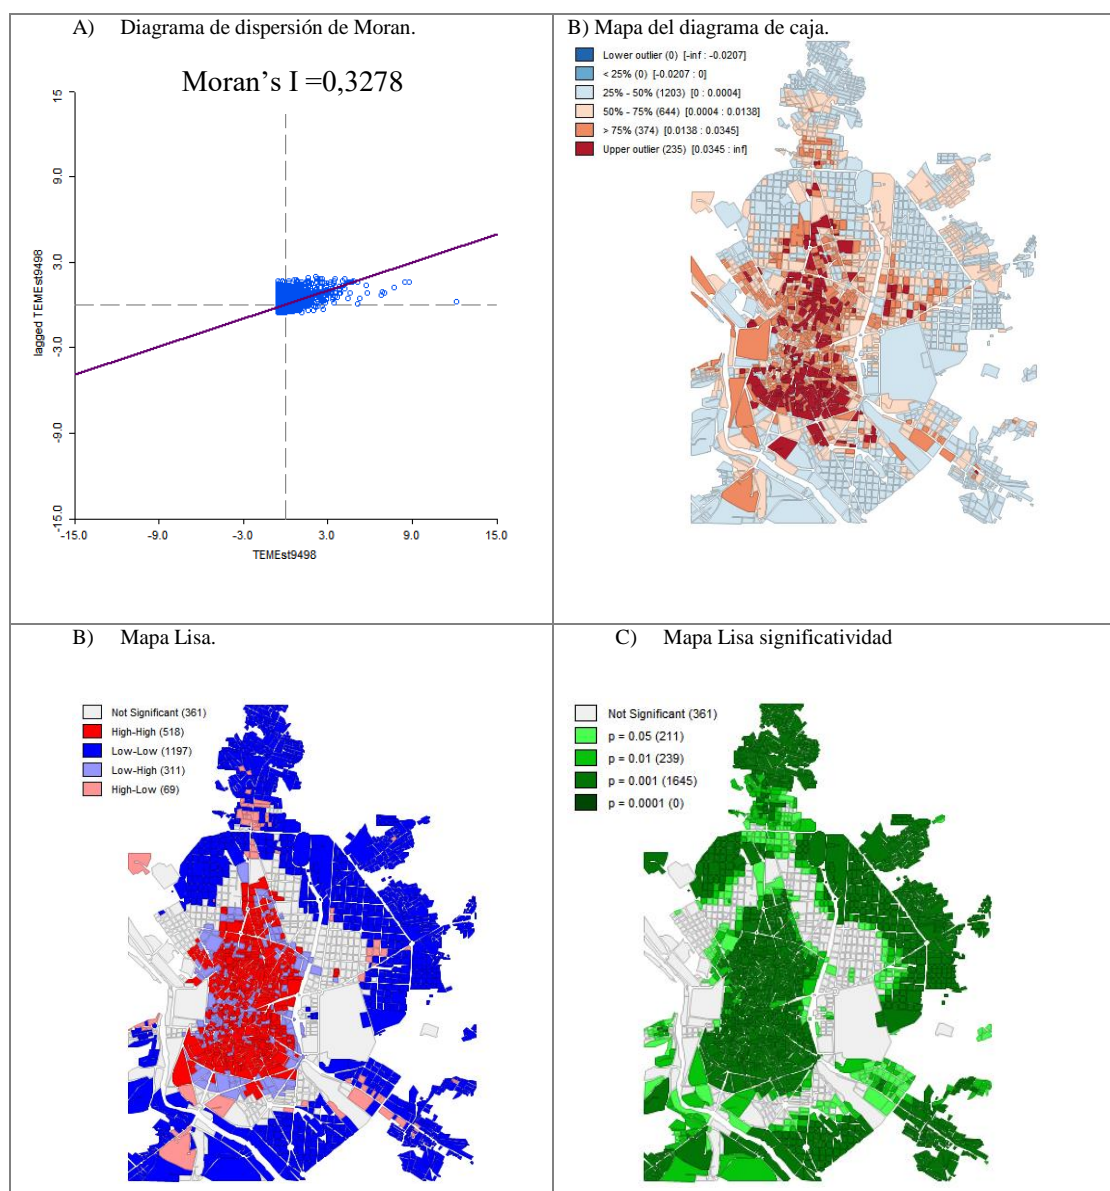 A) Diagrama de dispersión de Moran.
Moran's I =0,3278
15
9.0
3.0
-3.0
-9.0
-15.0
lagged TEMEst9498
-15.0 -9.0 -3.0 3.0 9.0 15.0
TEMEst9498
B) Mapa del diagrama de caja.
Lower outlier (0) [-inf : -0.0207]
< 25% (0) [-0.0207 : 0]
25% - 50% (1203) [0 : 0.0004]
50% - 75% (644) [0.0004 : 0.0138]
> 75% (374) [0.0138 : 0.0345]
Upper outlier (235) [0.0345 : inf]
B) Mapa Lisa.
Not Significant (361)
High-High (518)
Low-Low (1197)
Low-High (311)
High-Low (69)
C) Mapa Lisa significatividad
Not Significant (361)
p = 0.05 (211)
p = 0.01 (239)
p = 0.001 (1645)
p = 0.0001 (0)